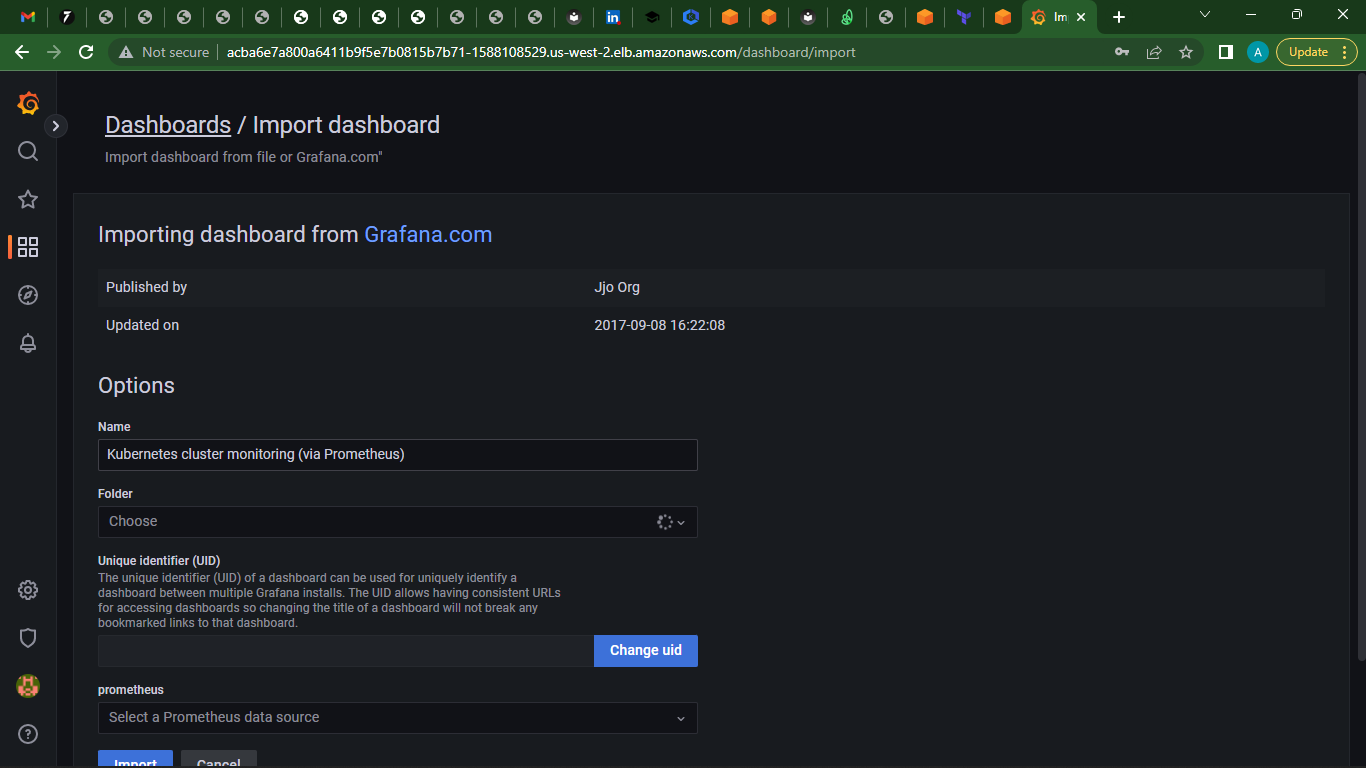 Im
Not secure
acba6e7a800a6411b9f5e7b0815b7b71-1588108529.us-west-2.elb.amazonaws.com/dashboard/import
A
Update
Dashboards / Import dashboard
Import dashboard from file or Grafana.com"
Importing dashboard from Grafana.com
Published by Jjo Org
Updated on 2017-09-08 16:22:08
Options
Name
Kubernetes cluster monitoring (via Prometheus)
Folder
Choose
Unique identifier (UID)
The unique identifier (UID) of a dashboard can be used for uniquely identify a
dashboard between multiple Grafana installs. The UID allows having consistent URLs
for accessing dashboards so changing the title of a dashboard will not break any
bookmarked links to that dashboard.
Change uid
prometheus
Select a Prometheus data source
Import Cancel